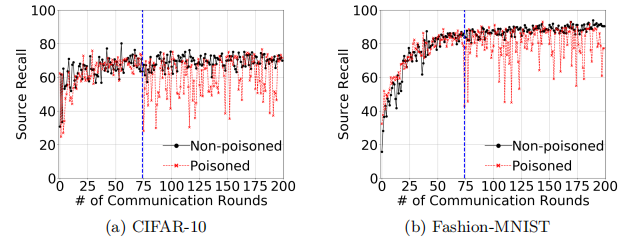 100
80
60
40
20
0
Source Recall
Non-poisoned
Poisoned
0 25 50 75 100 125 150 175 200
# of Communication Rounds
(a) CIFAR-10
100
80
60
40
20
0
Source Recall
Non-poisoned
Poisoned
0 25 50 75 100 125 150 175 200
# of Communication Rounds
(b) Fashion-MNIST